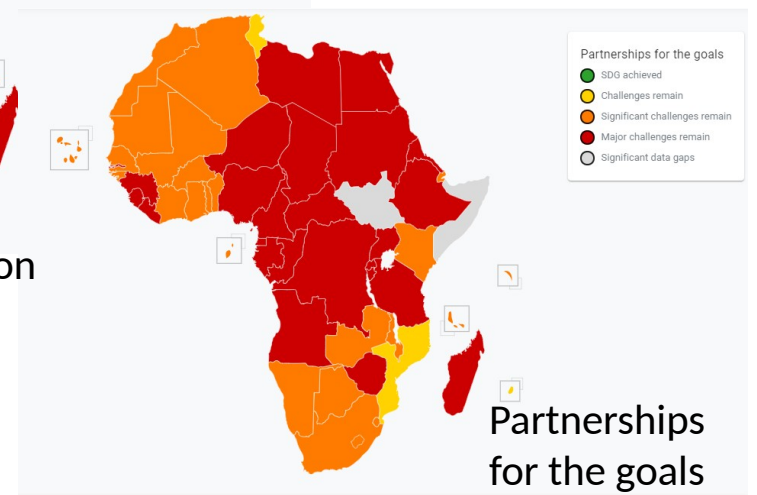 Partnerships for the goals
SDG achieved
Challenges remain
Significant challenges remain
Major challenges remain
Significant data gaps
on
Partnerships
for the goals